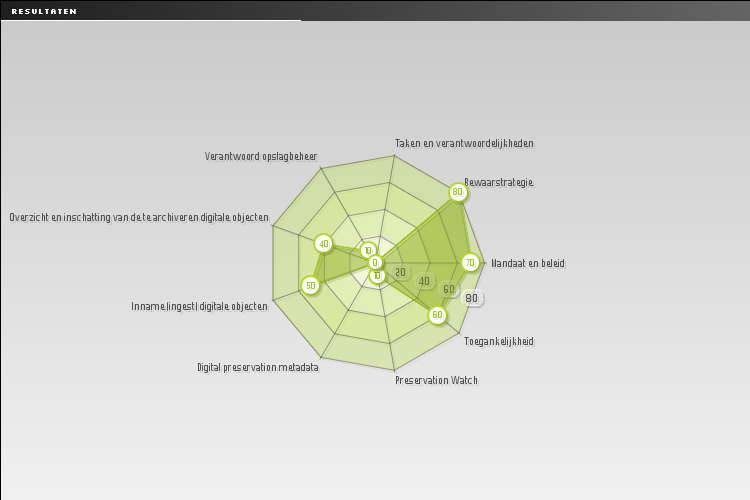 RESULTATEN
Taken en verantwoordelijkheden
Verantwoord opslagbeheer
Bewaarstrategie
80
Overzicht en inschatting van de te archiveren digitale objecten
40
10
0
70
Mandaat en beleid
10
20
40
50
60
80
Inname (ingest) digitale objecten
60
Toegankelijkheid
Digital preservation metadata
Preservation Watch